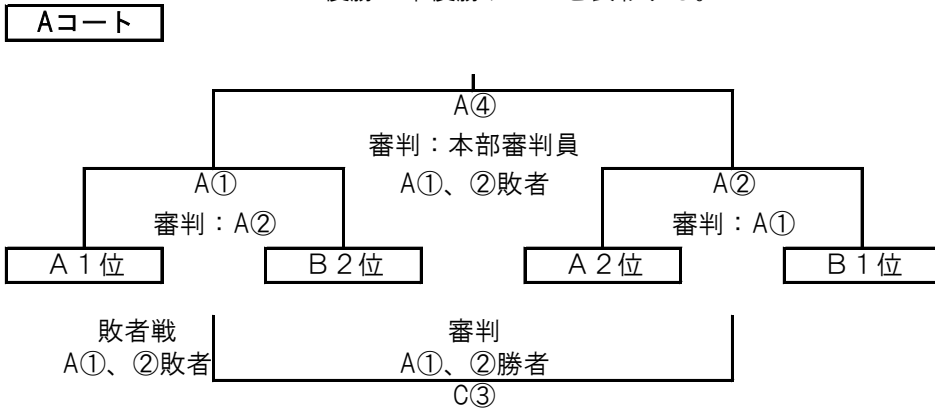 Aコート
A④
審判：本部審判員
A①、②敗者
A①
審判：A②
A②
審判：A①
Ａ１位
Ｂ２位
Ａ２位
Ｂ１位
敗者戦
A①、②敗者
審判
A①、②勝者
C③